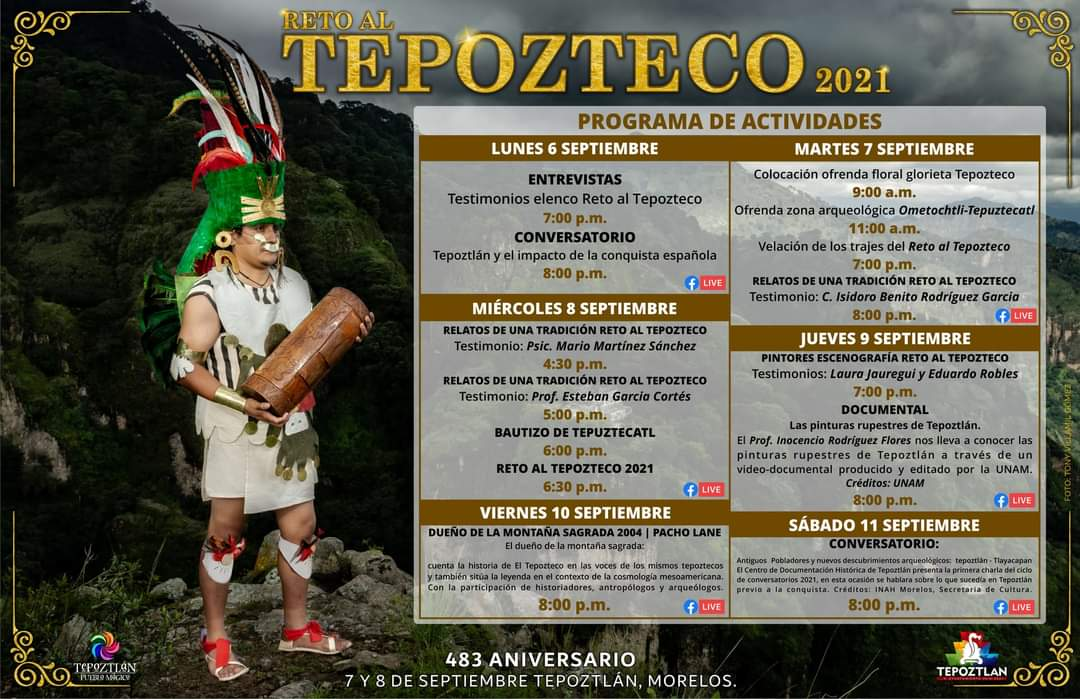 RETO AL
TEPOZTECO 2021
PROGRAMA DE ACTIVIDADES
LUNES 6 SEPTIEMBRE
ENTREVISTAS
Testimonios elenco Reto al Tepozteco
7:00 p.m.
CONVERSATORIO
Tepoztlán y el impacto de la conquista española
8:00 p.m.
LIVE
MARTES 7 SEPTIEMBRE
Colocación ofrenda floral glorieta Tepozteco
9:00 a.m.
Ofrenda zona arqueológica Ometochtli-Tepuztecatl
11:00 a.m.
Velación de los trajes del Reto al Tepozteco
7:00 p.m.
RELATOS DE UNA TRADICIÓN RETO AL TEPOZTECO
Testimonio: C. Isidoro Benito Rodríguez Garcia
8:00 p.m.
LIVE
MIÉRCOLES 8 SEPTIEMBRE
RELATOS DE UNA TRADICIÓN RETO AL TEPOZTECO
Testimonio: Psic. Mario Martínez Sánchez
4:30 p.m.
RELATOS DE UNA TRADICIÓN RETO AL TEPOZTECO
Testimonio: Prof. Esteban Garcia Cortés
5:00 p.m.
BAUTIZO DE TEPUZTECATL
6:00 p.m.
RETO AL TEPOZTECO 2021
6:30 p.m.
LIVE
JUEVES 9 SEPTIEMBRE
PINTORES ESCENOGRAFÍA RETO AL TEPOZTECO
Testimonios: Laura Jauregui y Eduardo Robles
7:00 p.m.
DOCUMENTAL
Las pinturas rupestres de Tepoztlán.
El Prof. Inocencio Rodríguez Flores nos lleva a conocer las
pinturas rupestres de Tepoztlán a través de un
video-documental producido y editado por la UNAM.
Créditos: UNAM
8:00 p.m.
LIVE
VIERNES 10 SEPTIEMBRE
DUEÑO DE LA MONTAÑA SAGRADA 2004 | PACHO LANE
El dueño de la montaña sagrada:
cuenta la historia de El Tepozteco en las voces de los mismos tepoztecos
y también sitúa la leyenda en el contexto de la cosmología mesoamericana.
Con la participación de historiadores, antropólogos y arqueólogos.
8:00 p.m.
LIVE
SÁBADO 11 SEPTIEMBRE
CONVERSATORIO:
Antiguos Pobladores y nuevos descubrimientos arqueológicos: tepoztlán - Tlayacapan
El Centro de Documentación Histórica de Tepoztlán presenta la primera charla del ciclo
de conversatorios 2021, en esta ocasión se hablara sobre lo que sucedía en Tepoztlán
previo a la conquista. Créditos: INAH Morelos, Secretaria de Cultura.
8:00 p.m.
LIVE
483 ANIVERSARIO
7 Y 8 DE SEPTIEMBRE TEPOZTLÁN, MORELOS.
TEPOZTLÁN
PUEBLO MÁGICO
TEPOZTLAN